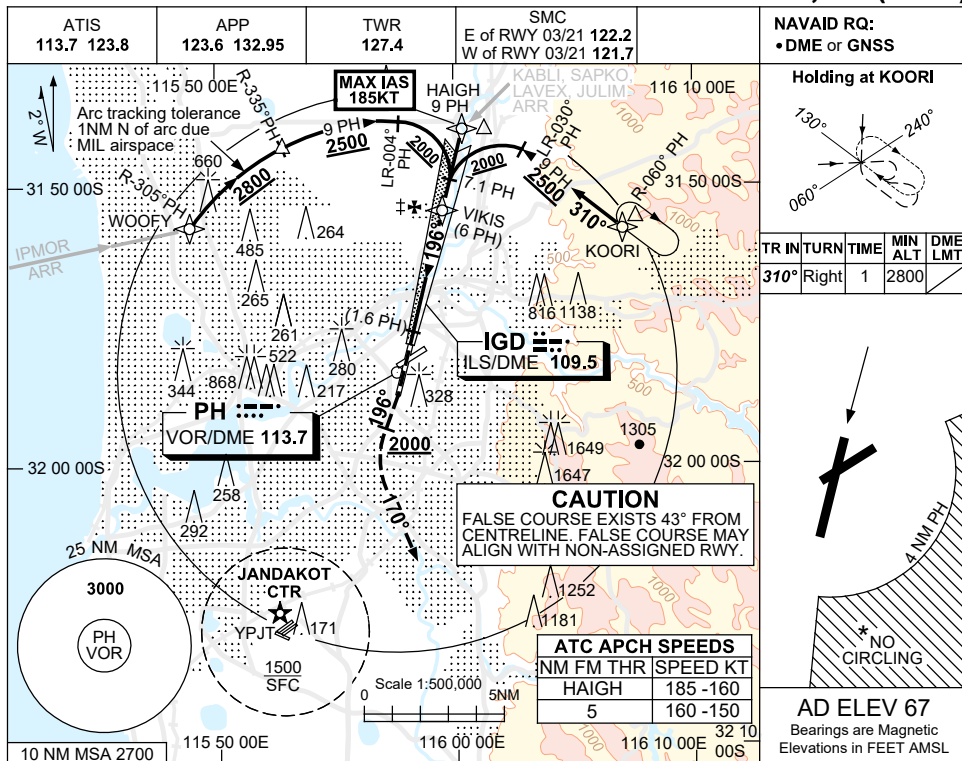 ATIS
113.7 123.8
APP
123.6 132.95
TWR
127.4
SMC
E of RWY 03/21 122.2
W of RWY 03/21 121.7
NAVAID RQ:
• DME or GNSS
2° W
115 50 00E
R-335°PH
MAX IAS
185KT
HAIGH
9 PH
KABLI, SAPKO,
LAVEX, JULIM
ARR
116 10 00E
1000
Arc tracking tolerance
1NM N of arc due
MIL airspace
9 PH
2500
LR-004°
PH
2000
2000
LR-030°
PH
9 PH
2500
R-060° PH
1000
31 50 00S
660
R-305°PH
2800
7.1 PH
310°
31 50 00S
WOOFY
IPMOR
ARR
485
264
‡
VIKIS
(6 PH)
196°
KOORI
500
1000
265
261
(1.6 PH)
816
1138
IGD
ILS/DME 109.5
344
868
522
217
280
328
500
PH
VOR/DME 113.7
196°
2000
1649
1647
1305
32 00 00S
32 00 00S
258
292
170°
CAUTION
FALSE COURSE EXISTS 43° FROM
CENTRELINE. FALSE COURSE MAY
ALIGN WITH NON-ASSIGNED RWY.
25 NM MSA
3000
PH
VOR
10 NM MSA 2700
JANDAKOT
CTR
YPJT
171
1500
SFC
1252
1181
1000
1000
Scale 1:500,000
0
5NM
ATC APCH SPEEDS
NM FM THR SPEED KT
HAIGH 185 -160
5 160 -150
115 50 00E
116 00 00E
116 10 00E
32 10
00S
Holding at KOORI
130°
240°
060°
TR IN TURN TIME MIN ALT DME LMT
310° Right 1 2800
4 NM PH
*NO
CIRCLING
AD ELEV 67
Bearings are Magnetic
Elevations in FEET AMSL